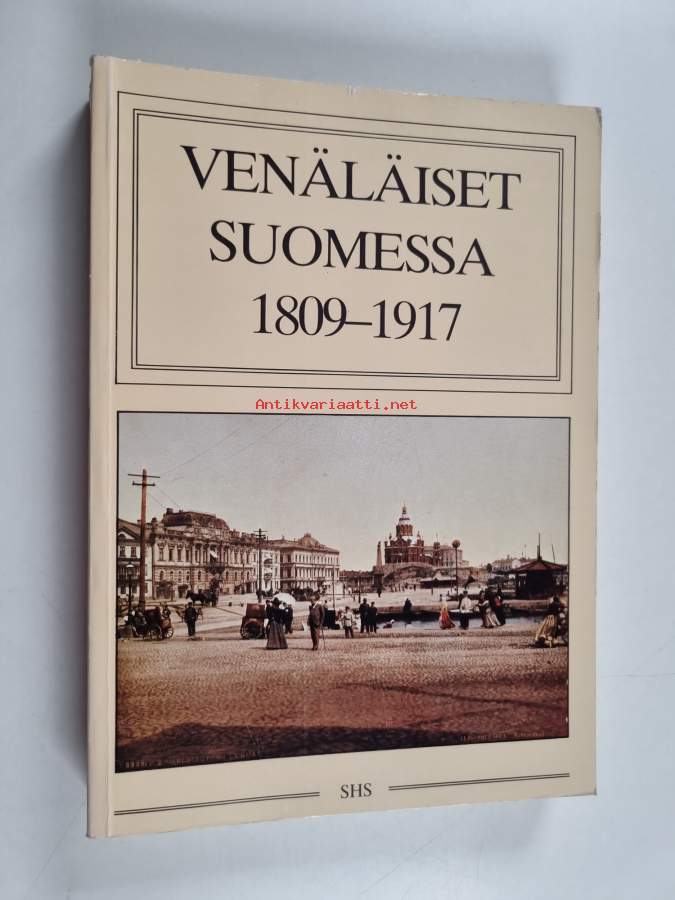 VENÄLÄISET
SUOMESSA
1809–1917
Antikvariaatti.net
SHS